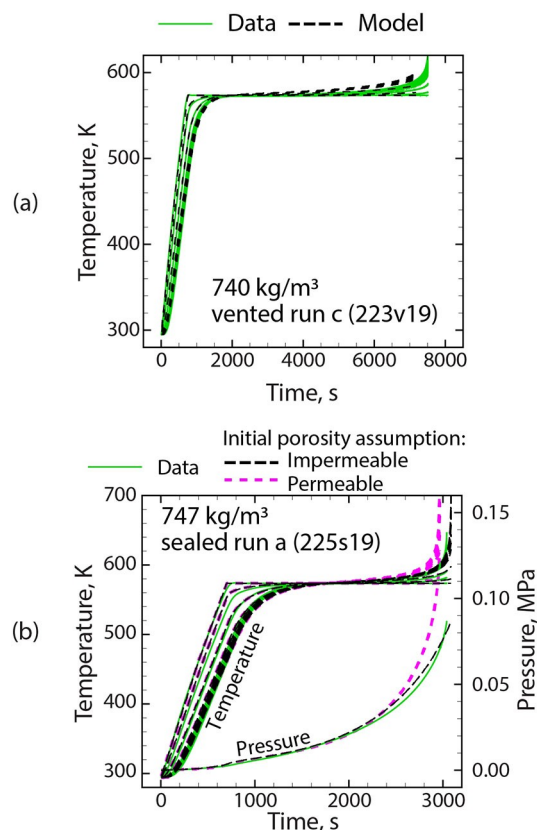 Data Model
(a)
Temperature, K
600
500
400
300
740 kg/m³
vented run c (223v19)
0 2000 4000 6000 8000
Time, s
Initial porosity assumption:
Data Impermeable
Permeable
(b)
Temperature, K
700
600
500
400
300
747 kg/m³
sealed run a (225s19)
Temperature
Pressure
0.15
0.10
0.05
0.00
Pressure, MPa
0 1000 2000 3000
Time, s